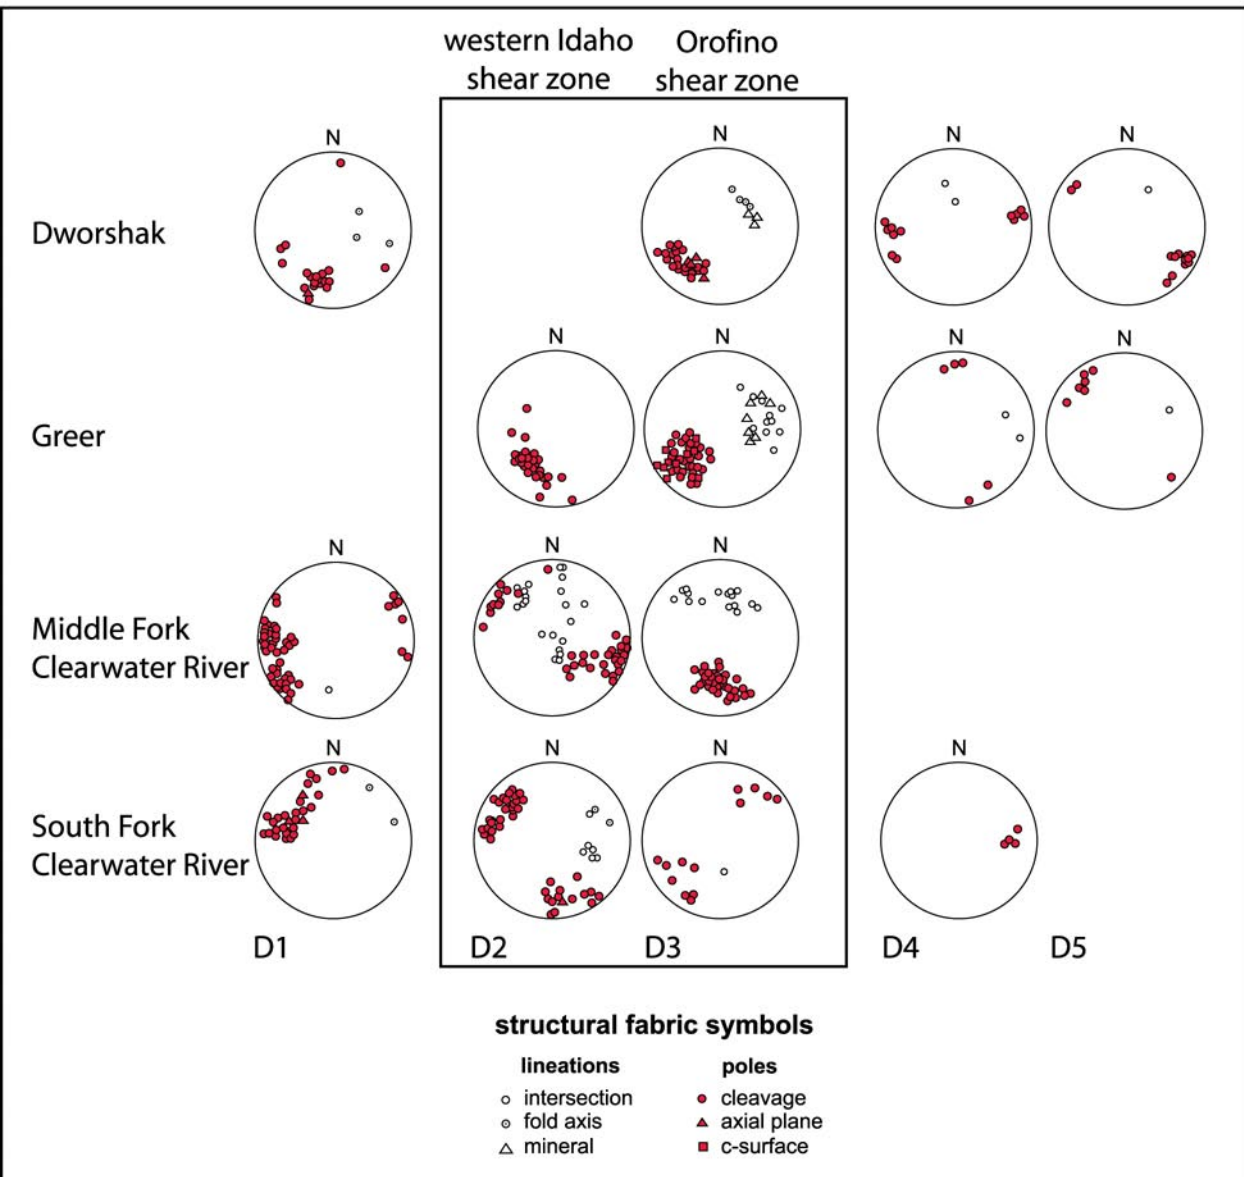 western Idaho
shear zone
Orofino
shear zone
N
N
N
N
Dworshak
N
N
N
N
Greer
N
N
N
Middle Fork
Clearwater River
N
N
N
N
South Fork
Clearwater River
D1
D2
D3
D4
D5
structural fabric symbols
lineations
poles
intersection
cleavage
fold axis
axial plane
mineral
c-surface